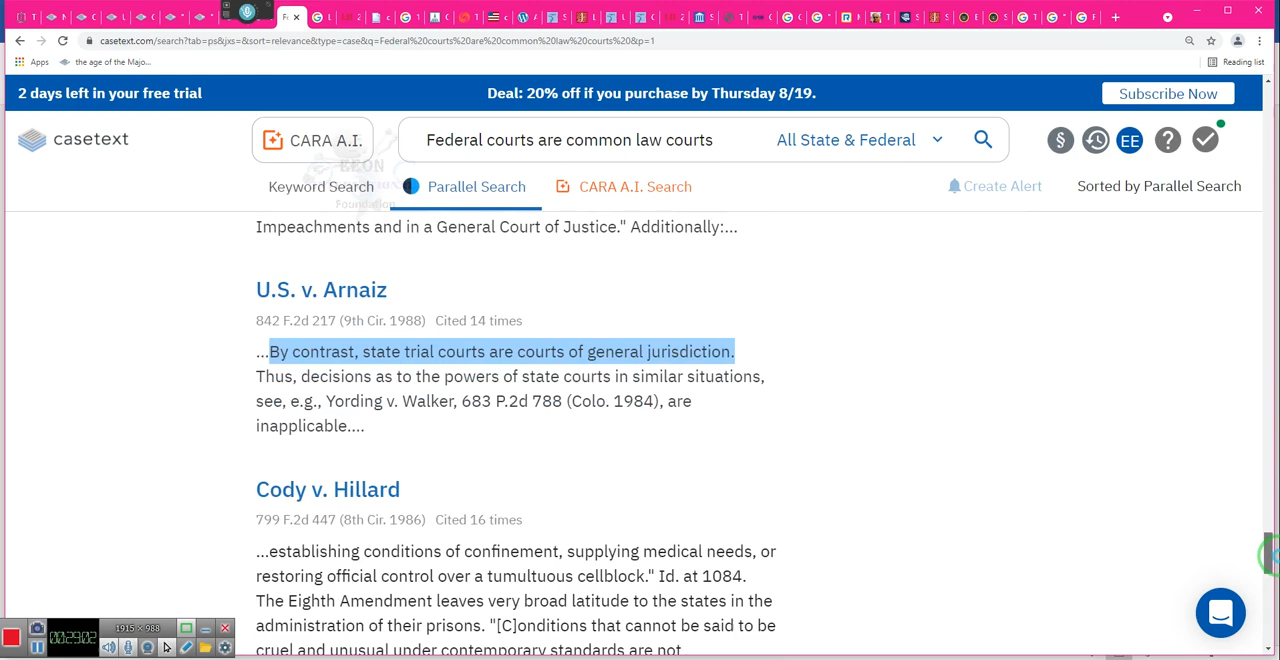 casetext.com/search?tab=ps&jxs=&sort=relevance&type=case&q=Federal%20courts%20are%20common%20law%20courts%20&p=1
Apps the age of the Majo...
Reading list
2 days left in your free trial
Deal: 20% off if you purchase by Thursday 8/19.
Subscribe Now
casetext
CARA A.I.
Federal courts are common law courts
All State & Federal
§
EE
?
EEON
Foundation
Keyword Search
Parallel Search
CARA A.I. Search
Create Alert
Sorted by Parallel Search
Impeachments and in a General Court of Justice." Additionally:...
U.S. v. Arnaiz
842 F.2d 217 (9th Cir. 1988) Cited 14 times
...By contrast, state trial courts are courts of general jurisdiction.
Thus, decisions as to the powers of state courts in similar situations,
see, e.g., Yording v. Walker, 683 P.2d 788 (Colo. 1984), are
inapplicable....
Cody v. Hillard
799 F.2d 447 (8th Cir. 1986) Cited 16 times
...establishing conditions of confinement, supplying medical needs, or
restoring official control over a tumultuous cellblock." Id. at 1084.
The Eighth Amendment leaves very broad latitude to the states in the
administration of their prisons. "[C]onditions that cannot be said to be
cruel and unusual under contemporary standards are not
00:29:02
1915 x 988